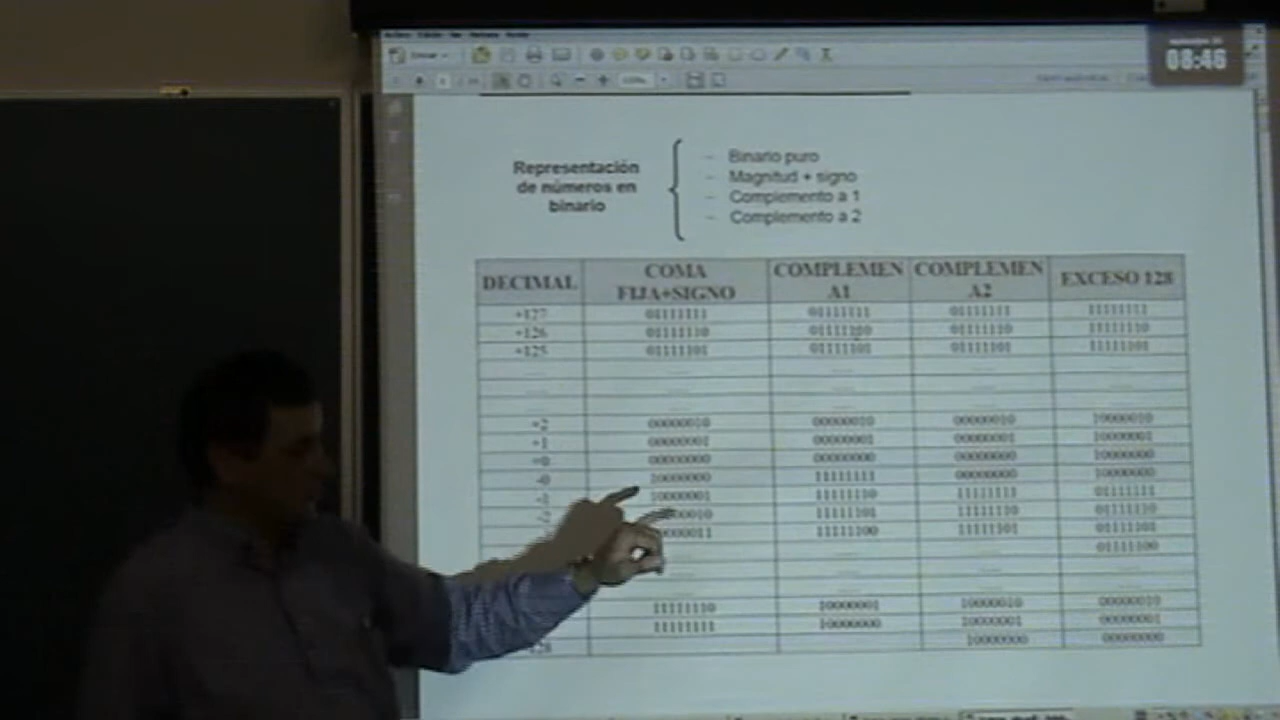 08:46
Representación
de números en
binario
– Binario puro
– Magnitud + signo
– Complemento a 1
– Complemento a 2
DECIMAL COMA FIJA+SIGNO COMPLEMEN A1 COMPLEMEN A2 EXCESO 128
+127 01111111 01111111 01111111 11111111
+126 01111110 01111110 01111110 11111110
+125 01111101 01111101 01111101 11111101
+2 00000010 00000010 00000010 10000010
+1 00000001 00000001 00000001 10000001
+0 00000000 00000000 00000000 10000000
-0 10000000 11111111 00000000 10000000
-1 10000001 11111110 11111111 01111111
11111101 11111110 01111110
11111100 11111101 01111101
01111100
11111110 10000001 10000010 00000010
11111111 10000000 10000001 00000001
10000000 00000000